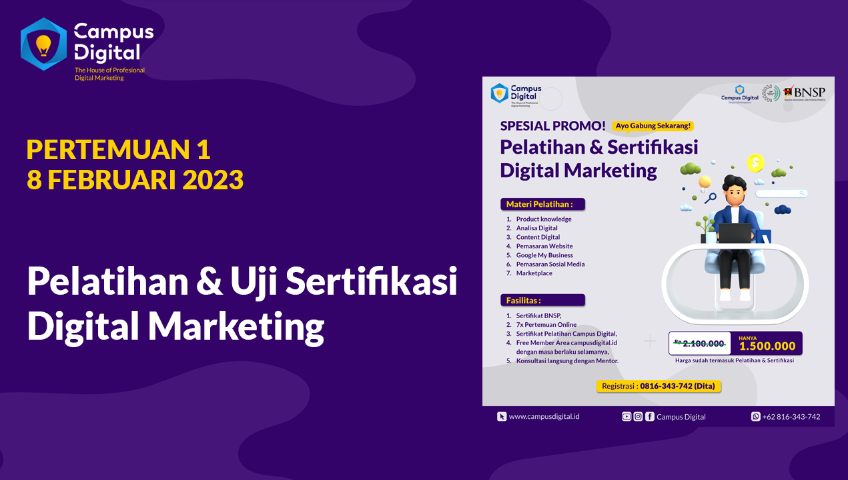 Campus
Digital
The House of Profesional
Digital Marketing
PERTEMUAN 1
8 FEBRUARI 2023
Pelatihan & Uji Sertifikasi
Digital Marketing
Campus
Digital
Campus Digital
BNSP
SPESIAL PROMO! Ayo Gabung Sekarang!
Pelatihan & Sertifikasi
Digital Marketing
Materi Pelatihan :
1. Product knowledge
2. Analisa Digital
3. Content Digital
4. Pemasaran Website
5. Google My Business
6. Pemasaran Sosial Media
7. Marketplace
Fasilitas :
1. Sertifikat BNSP,
2. 7x Pertemuan Online
3. Sertifikat Pelatihan Campus Digital,
4. Free Member Area campusdigital.id
dengan masa berlaku selamanya,
5. Konsultasi langsung dengan Mentor.
Rp 2.100.000
HANYA
1.500.000
Harga sudah termasuk Pelatihan & Sertifikasi
Registrasi : 0816-343-742 (Dita)
www.campusdigital.id
Campus Digital
+62 816-343-742